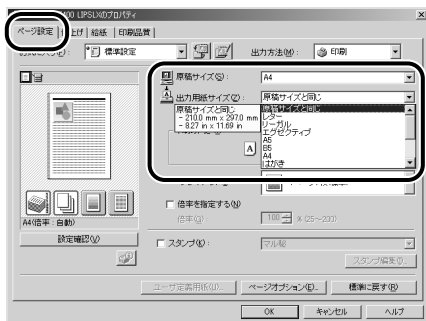 LIPSLXのプロパティ
ページ設定 給紙 印刷品質
標準設定 出力方法(M): 印刷
原稿サイズ(S): A4
出力用紙サイズ(Z): 原稿サイズと同じ
原稿サイズと同じ
- 210.0 mm x 297.0 mm
- 8.27 in x 11.69 in
原稿サイズと同じ
レター
リーガル
エグゼクティブ
A5
B5
A4
はがき
A
倍率を指定する(N)
倍率(G): 100 % (25~200)
A4(倍率 : 自動)
設定確認(V)
スタンプ(K): マル秘
スタンプ編集(D)...
ユーザ定義用紙(U)... ページオプション(E)... 標準に戻す(R)
OK キャンセル ヘルプ